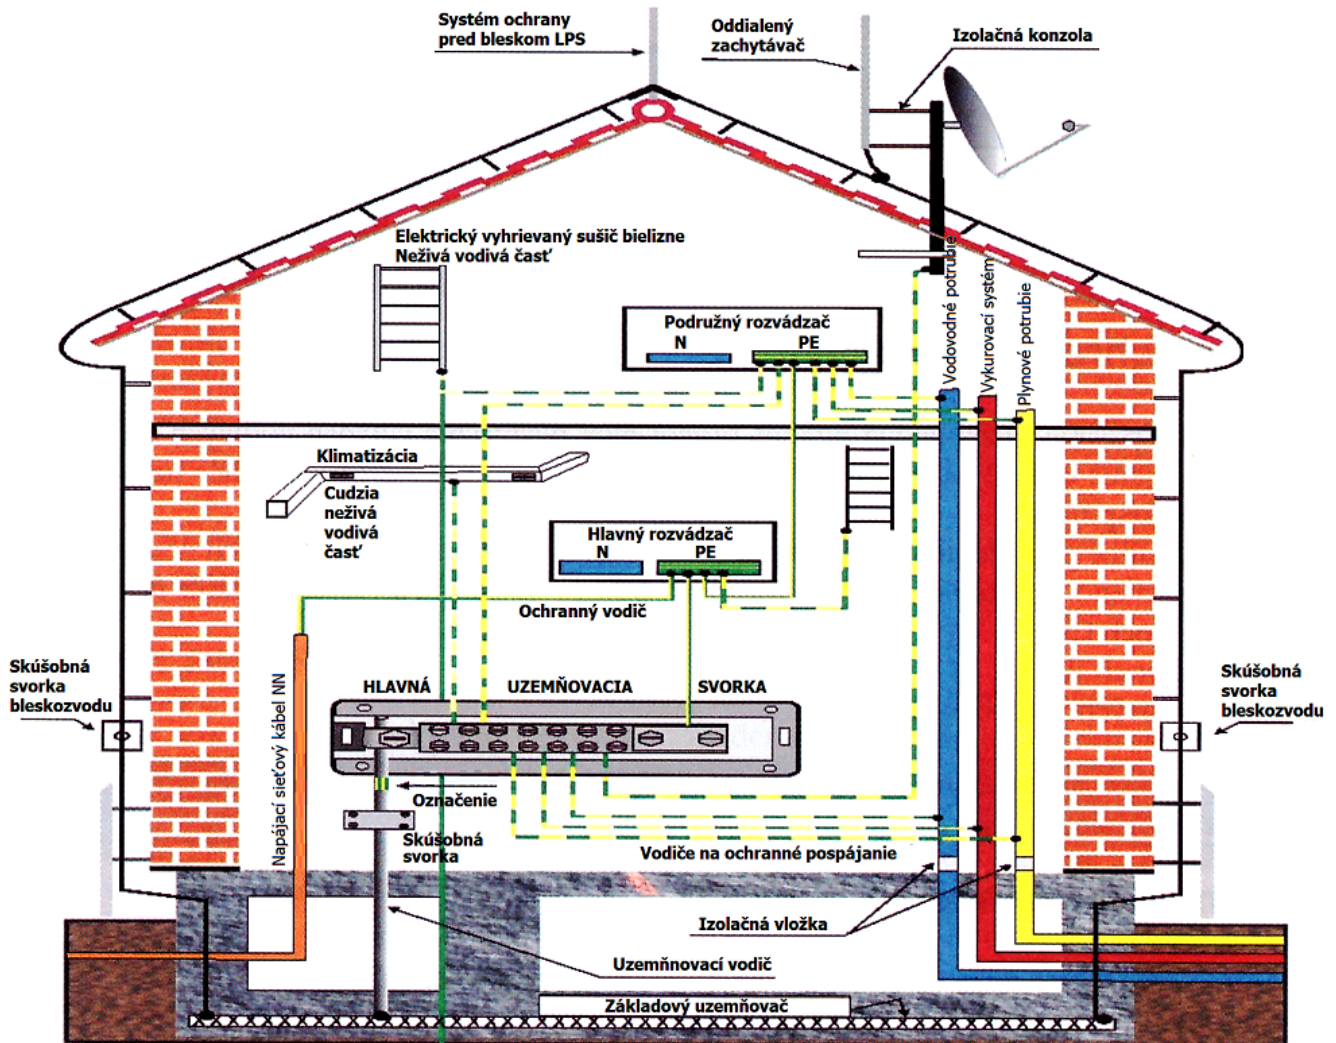 Systém ochrany
pred bleskom LPS
Oddialený
zachytávač
Izolačná konzola
Elektrický vyhrievaný sušič bielizne
Neživá vodivá časť
Vodovodné potrubie
Vykurovací systém
Plynové potrubie
Podružný rozvádzač
N
PE
Klimatizácia
Cudzia
neživá
vodivá
časť
Hlavný rozvádzač
N
PE
Ochranný vodič
Skúšobná
svorka
bleskozvodu
Napájací sieťový kábel NN
HLAVNÁ
UZEMŇOVACIA
SVORKA
Skúšobná
svorka
bleskozvodu
Označenie
Skúšobná
svorka
Vodiče na ochranné pospájanie
Izolačná vložka
Uzemňnovací vodič
Základový uzemňovač